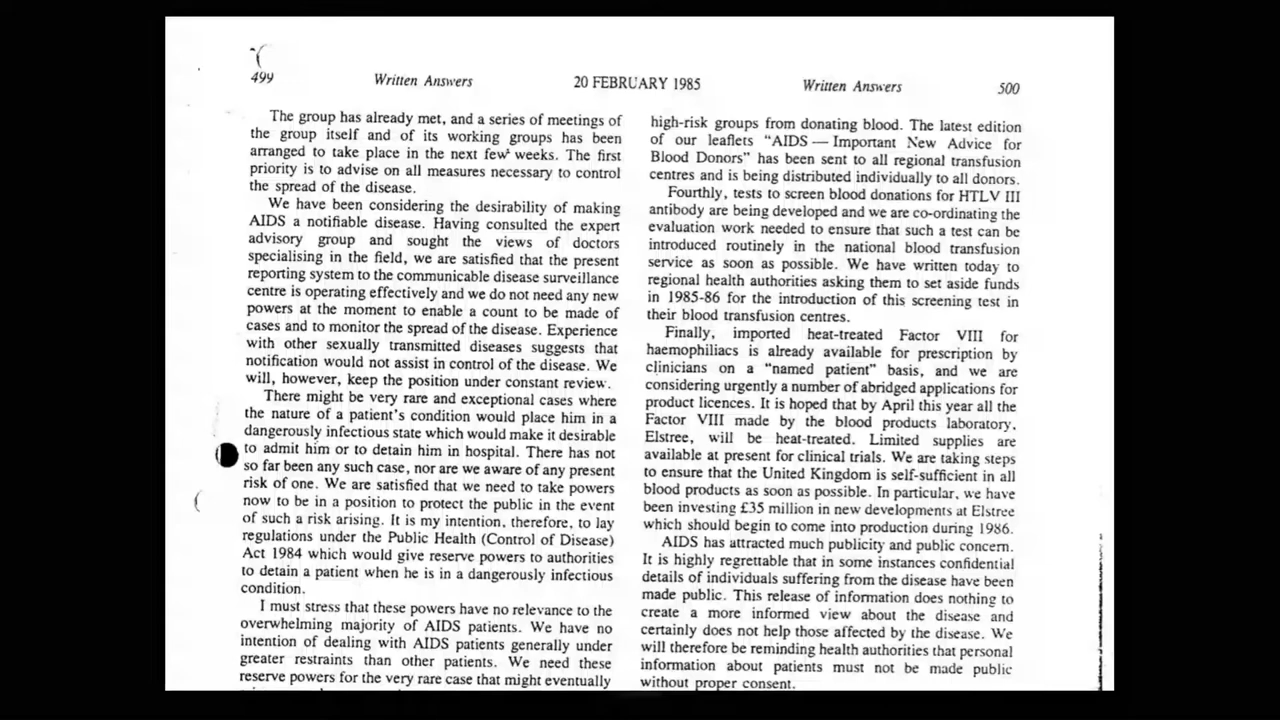 499
Written Answers
20 FEBRUARY 1985
Written Answers
500
The group has already met, and a series of meetings of
the group itself and of its working groups has been
arranged to take place in the next few weeks. The first
priority is to advise on all measures necessary to control
the spread of the disease.
We have been considering the desirability of making
AIDS a notifiable disease. Having consulted the expert
advisory group and sought the views of doctors
specialising in the field, we are satisfied that the present
reporting system to the communicable disease surveillance
centre is operating effectively and we do not need any new
powers at the moment to enable a count to be made of
cases and to monitor the spread of the disease. Experience
with other sexually transmitted diseases suggests that
notification would not assist in control of the disease. We
will, however, keep the position under constant review.
There might be very rare and exceptional cases where
the nature of a patient's condition would place him in a
dangerously infectious state which would make it desirable
to admit him or to detain him in hospital. There has not
so far been any such case, nor are we aware of any present
risk of one. We are satisfied that we need to take powers
now to be in a position to protect the public in the event
of such a risk arising. It is my intention, therefore, to lay
regulations under the Public Health (Control of Disease)
Act 1984 which would give reserve powers to authorities
to detain a patient when he is in a dangerously infectious
condition.
I must stress that these powers have no relevance to the
overwhelming majority of AIDS patients. We have no
intention of dealing with AIDS patients generally under
greater restraints than other patients. We need these
reserve powers for the very rare case that might eventually
high-risk groups from donating blood. The latest edition
of our leaflets "AIDS — Important New Advice for
Blood Donors" has been sent to all regional transfusion
centres and is being distributed individually to all donors.
Fourthly, tests to screen blood donations for HTLV III
antibody are being developed and we are co-ordinating the
evaluation work needed to ensure that such a test can be
introduced routinely in the national blood transfusion
service as soon as possible. We have written today to
regional health authorities asking them to set aside funds
in 1985-86 for the introduction of this screening test in
their blood transfusion centres.
Finally, imported heat-treated Factor VIII for
haemophiliacs is already available for prescription by
clinicians on a "named patient" basis, and we are
considering urgently a number of abridged applications for
product licences. It is hoped that by April this year all the
Factor VIII made by the blood products laboratory,
Elstree, will be heat-treated. Limited supplies are
available at present for clinical trials. We are taking steps
to ensure that the United Kingdom is self-sufficient in all
blood products as soon as possible. In particular, we have
been investing £35 million in new developments at Elstree
which should begin to come into production during 1986.
AIDS has attracted much publicity and public concern.
It is highly regrettable that in some instances confidential
details of individuals suffering from the disease have been
made public. This release of information does nothing to
create a more informed view about the disease and
certainly does not help those affected by the disease. We
will therefore be reminding health authorities that personal
information about patients must not be made public
without proper consent.